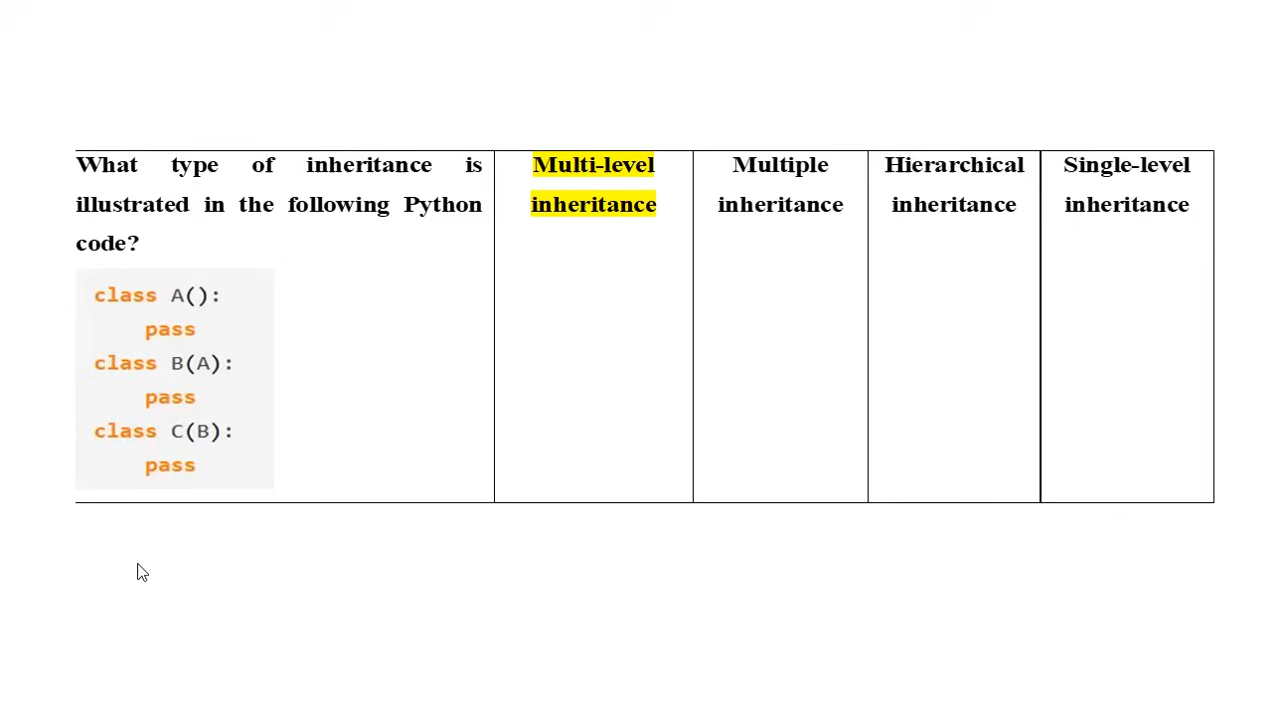 What type of inheritance is
illustrated in the following Python
code?
class A():
    pass
class B(A):
    pass
class C(B):
    pass
Multi-level
inheritance
Multiple
inheritance
Hierarchical
inheritance
Single-level
inheritance